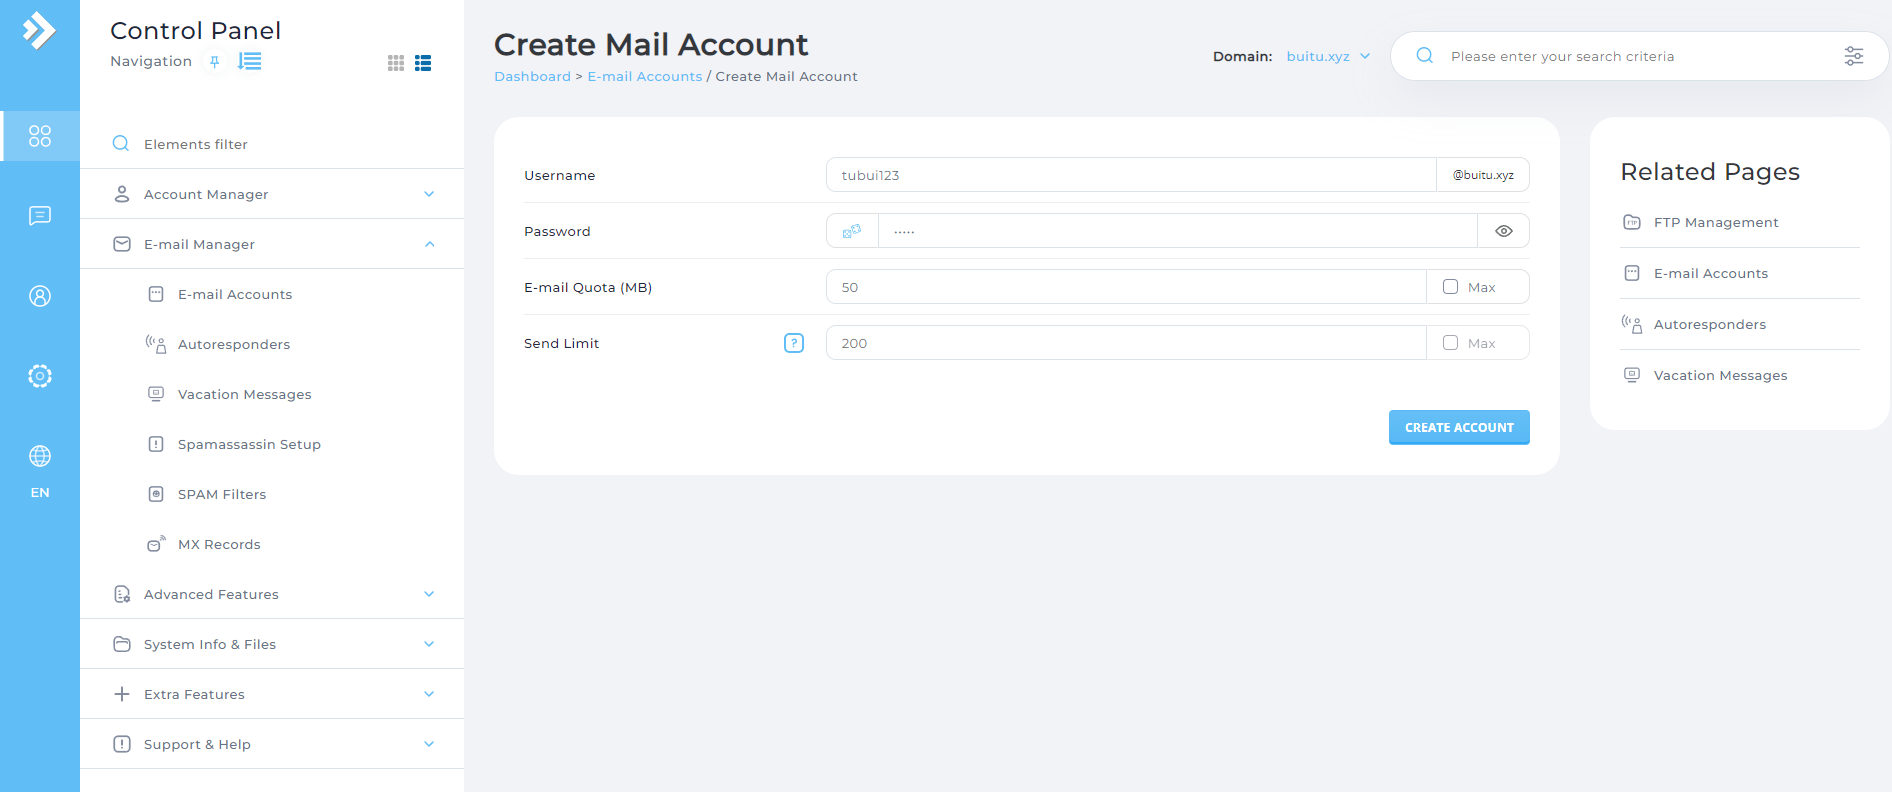 Control Panel
Navigation
EN
Elements filter
Account Manager
E-mail Manager
E-mail Accounts
Autoresponders
Vacation Messages
Spamassassin Setup
SPAM Filters
MX Records
Advanced Features
System Info & Files
Extra Features
Support & Help
Create Mail Account
Dashboard > E-mail Accounts / Create Mail Account
Domain: buitu.xyz
Please enter your search criteria
Username tubui123 @buitu.xyz
Password •••••
E-mail Quota (MB) 50 Max
Send Limit ? 200 Max
CREATE ACCOUNT
Related Pages
FTP Management
E-mail Accounts
Autoresponders
Vacation Messages